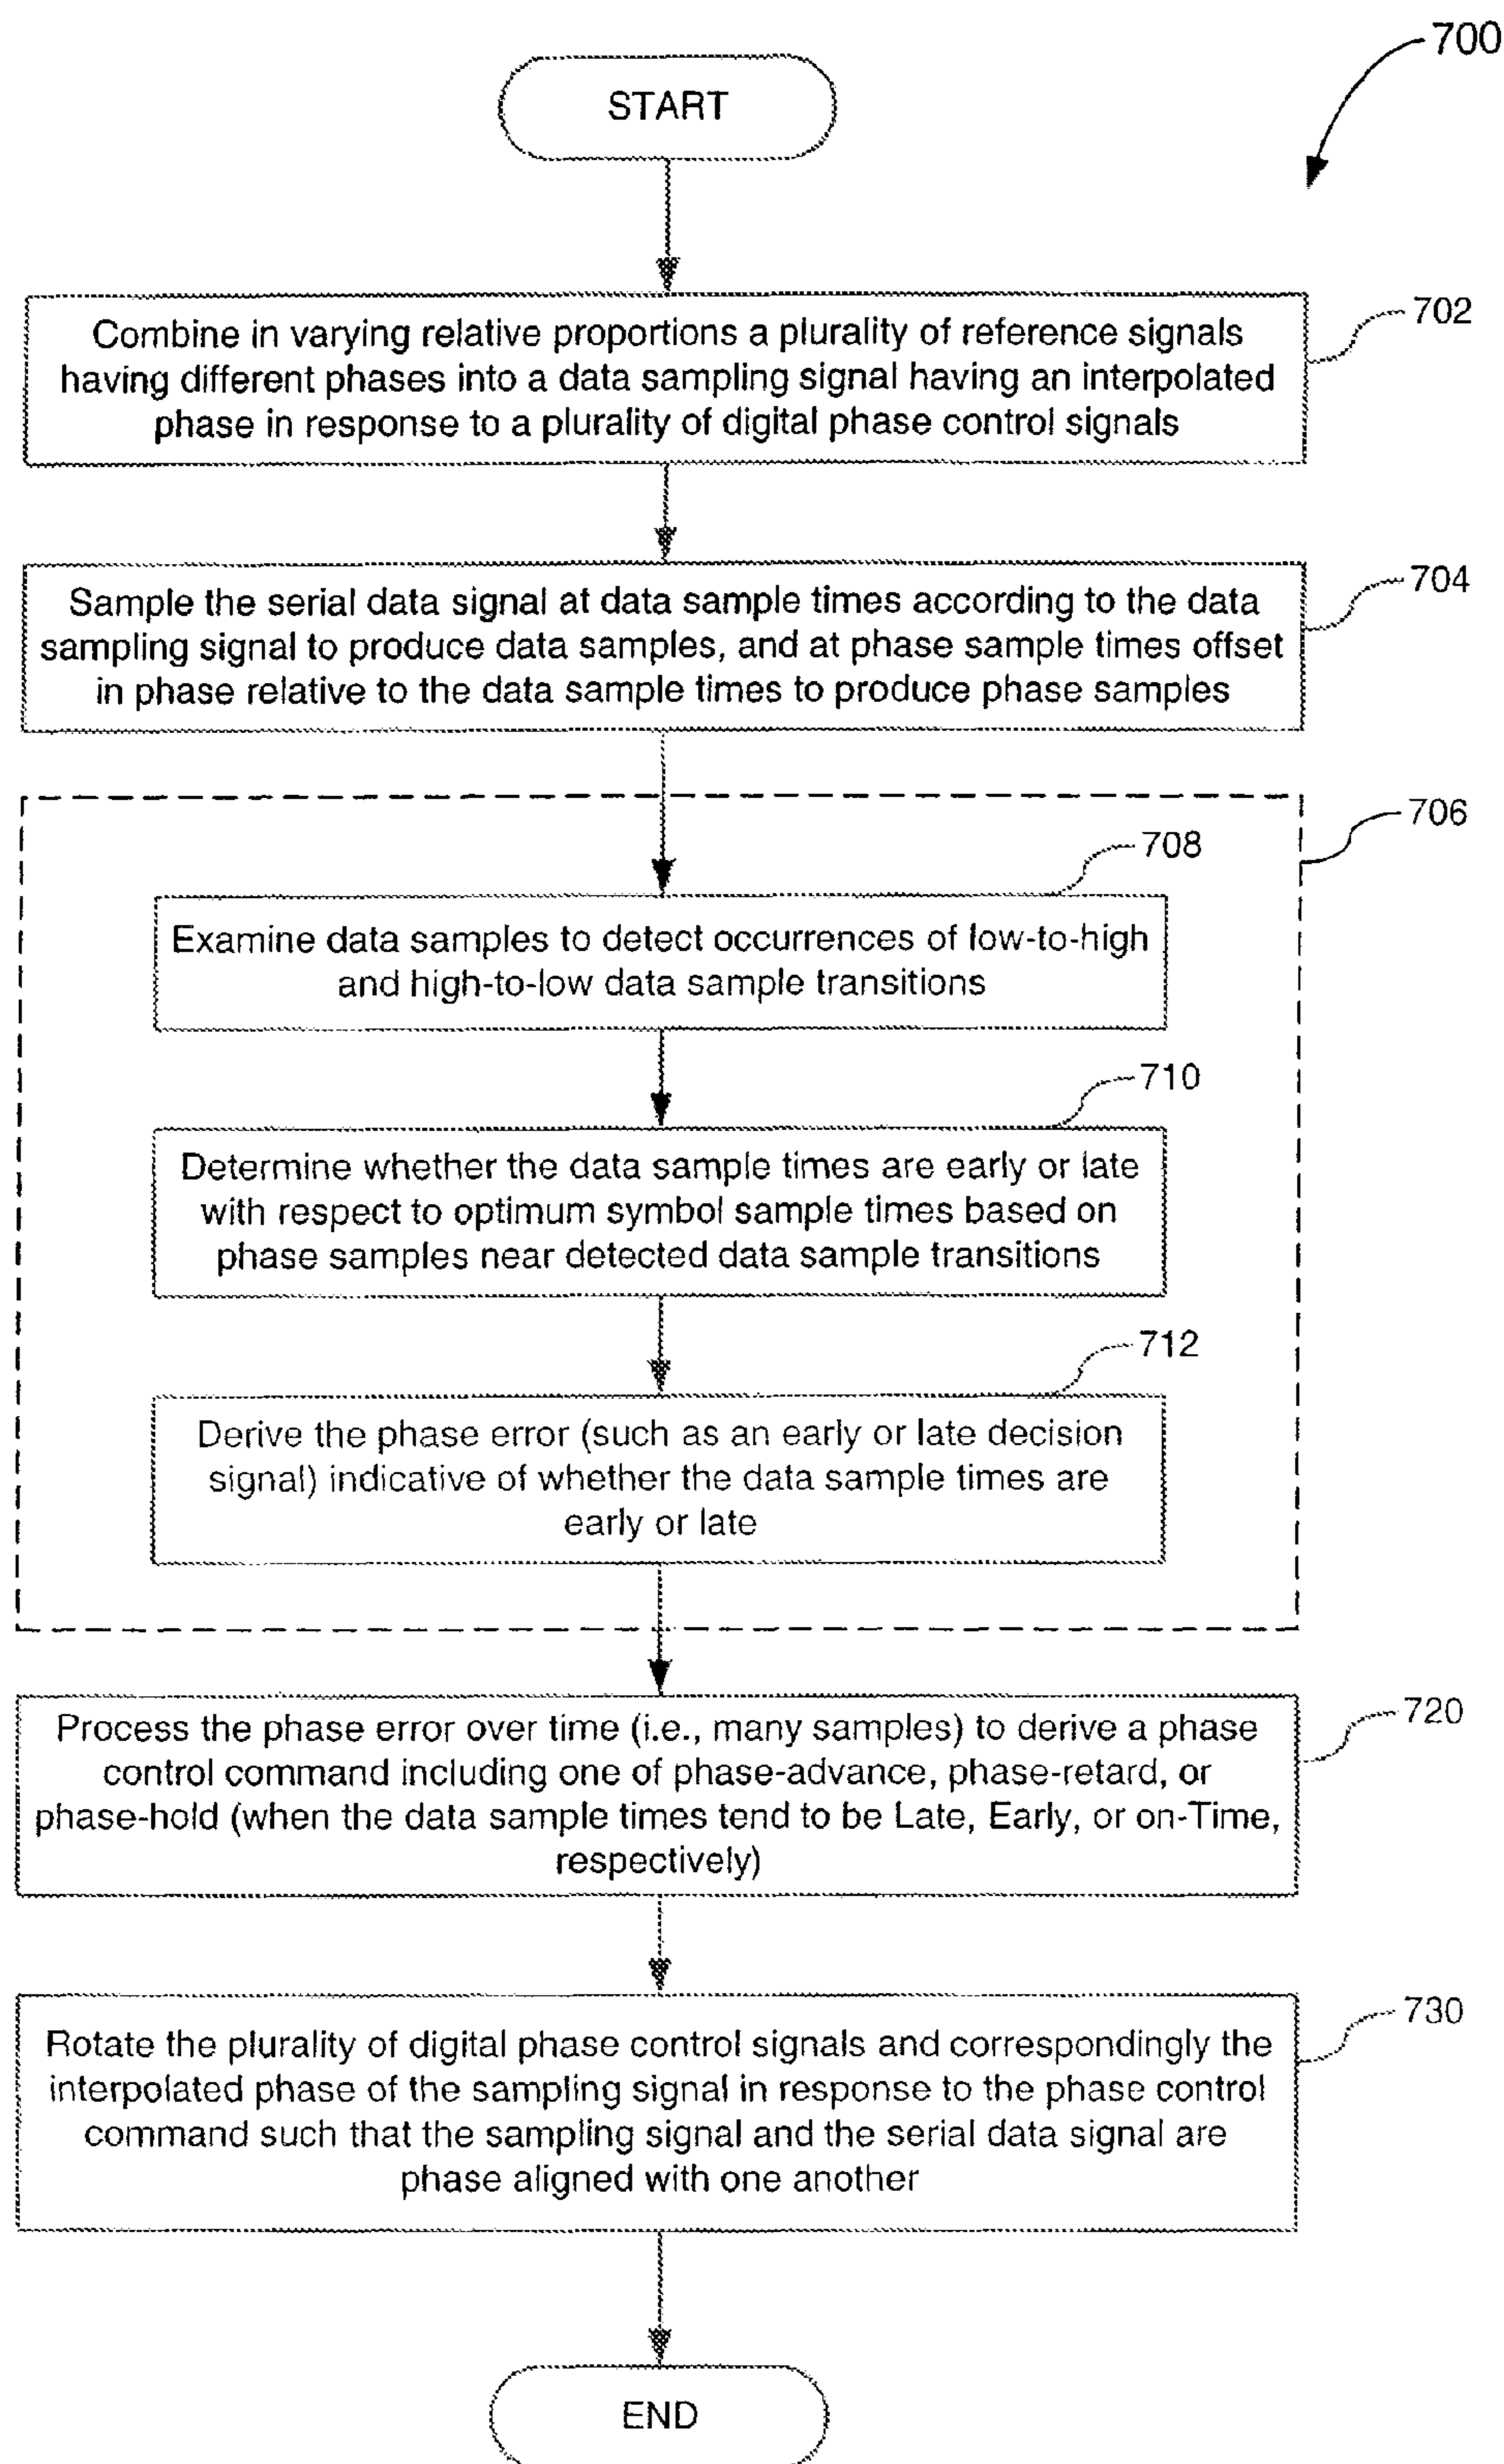 700
START
702
Combine in varying relative proportions a plurality of reference signals
having different phases into a data sampling signal having an interpolated
phase in response to a plurality of digital phase control signals
704
Sample the serial data signal at data sample times according to the data
sampling signal to produce data samples, and at phase sample times offset
in phase relative to the data sample times to produce phase samples
706
708
Examine data samples to detect occurrences of low-to-high
and high-to-low data sample transitions
710
Determine whether the data sample times are early or late
with respect to optimum symbol sample times based on
phase samples near detected data sample transitions
712
Derive the phase error (such as an early or late decision
signal) indicative of whether the data sample times are
early or late
720
Process the phase error over time (i.e., many samples) to derive a phase
control command including one of phase-advance, phase-retard, or
phase-hold (when the data sample times tend to be Late, Early, or on-Time,
respectively)
730
Rotate the plurality of digital phase control signals and correspondingly the
interpolated phase of the sampling signal in response to the phase control
command such that the sampling signal and the serial data signal are
phase aligned with one another
END